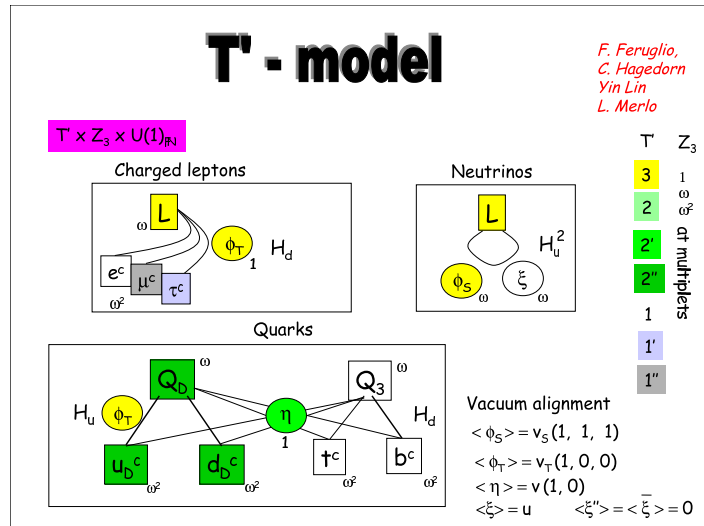 T' - model
F. Feruglio,
C. Hagedorn
Yin Lin
L. Merlo
T' x Z₃ x U(1)FN
Charged leptons
L
ω
ϕT
1
Hd
eᶜ
μᶜ
τᶜ
ω²
Neutrinos
L
Hu²
ϕS
ω
ξ
ω
T' Z₃
3 1
2 ω
ω²
2'
2''
1
1'
1''
at multiplets
Quarks
QD
ω
Q₃
ω
Hu
ϕT
η
1
Hd
uDᶜ
ω²
dDᶜ
ω²
tᶜ
ω²
bᶜ
ω²
Vacuum alignment
< ϕS > = vS (1, 1, 1)
< ϕT > = vT (1, 0, 0)
< η > = v (1, 0)
< ξ > = u < ξ'' > = < ξ̄ > = 0